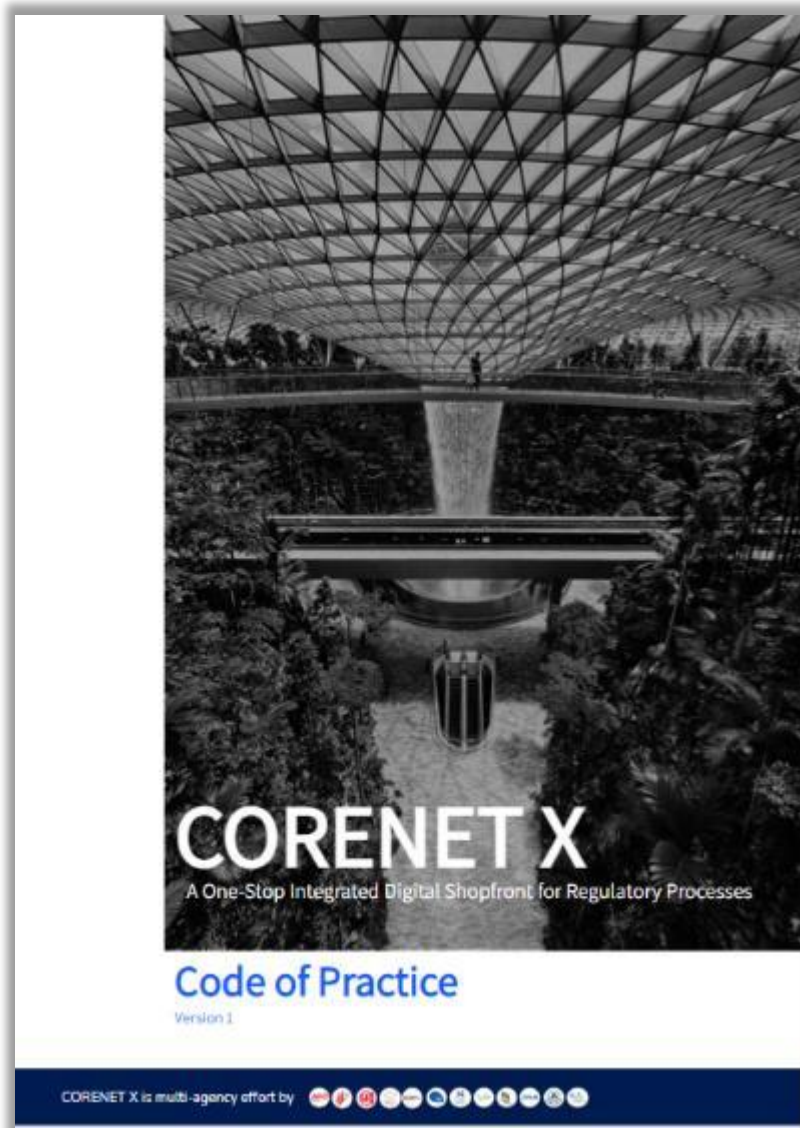 CORENET X
A One-Stop Integrated Digital Shopfront for Regulatory Processes
Code of Practice
Version 1
CORENET X is multi-agency effort by